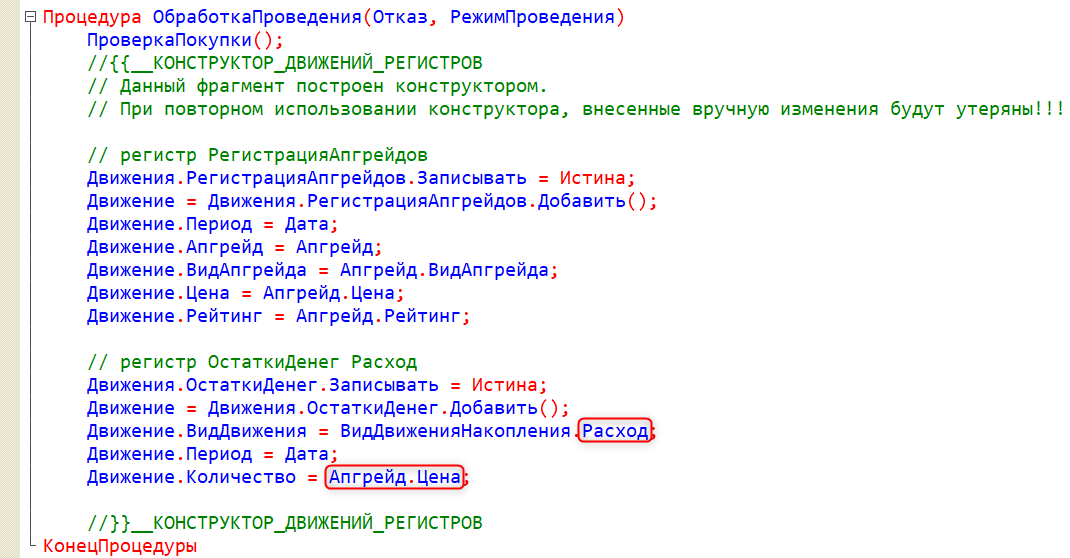 Процедура ОбработкаПроведения(Отказ, РежимПроведения)
ПроверкаПокупки();
//{{__КОНСТРУКТОР_ДВИЖЕНИЙ_РЕГИСТРОВ
// Данный фрагмент построен конструктором.
// При повторном использовании конструктора, внесенные вручную изменения будут утеряны!!!
// регистр РегистрацияАпгрейдов
Движения.РегистрацияАпгрейдов.Записывать = Истина;
Движение = Движения.РегистрацияАпгрейдов.Добавить();
Движение.Период = Дата;
Движение.Апгрейд = Апгрейд;
Движение.ВидАпгрейда = Апгрейд.ВидАпгрейда;
Движение.Цена = Апгрейд.Цена;
Движение.Рейтинг = Апгрейд.Рейтинг;
// регистр ОстаткиДенег Расход
Движения.ОстаткиДенег.Записывать = Истина;
Движение = Движения.ОстаткиДенег.Добавить();
Движение.ВидДвижения = ВидДвиженияНакопления.Расход;
Движение.Период = Дата;
Движение.Количество = Апгрейд.Цена;
//}}__КОНСТРУКТОР_ДВИЖЕНИЙ_РЕГИСТРОВ
КонецПроцедуры